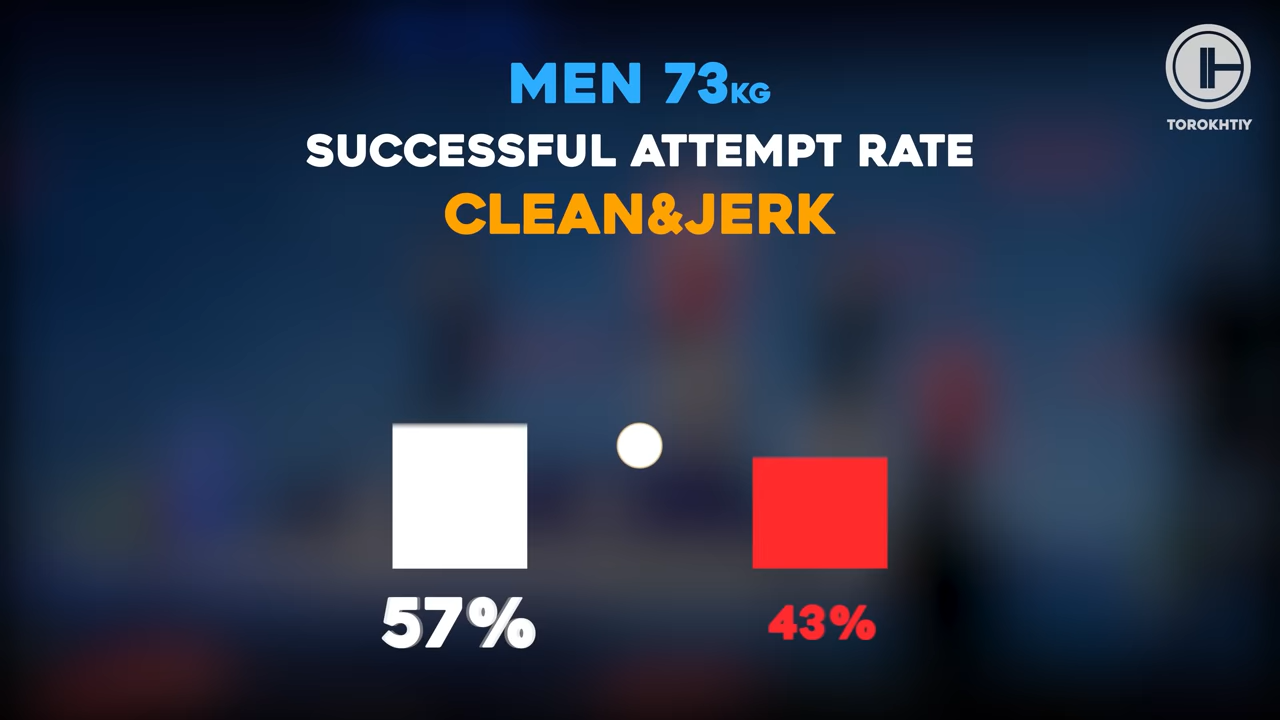 MEN 73KG
TOROKHTIY
SUCCESSFUL ATTEMPT RATE
CLEAN&JERK
57%
43%